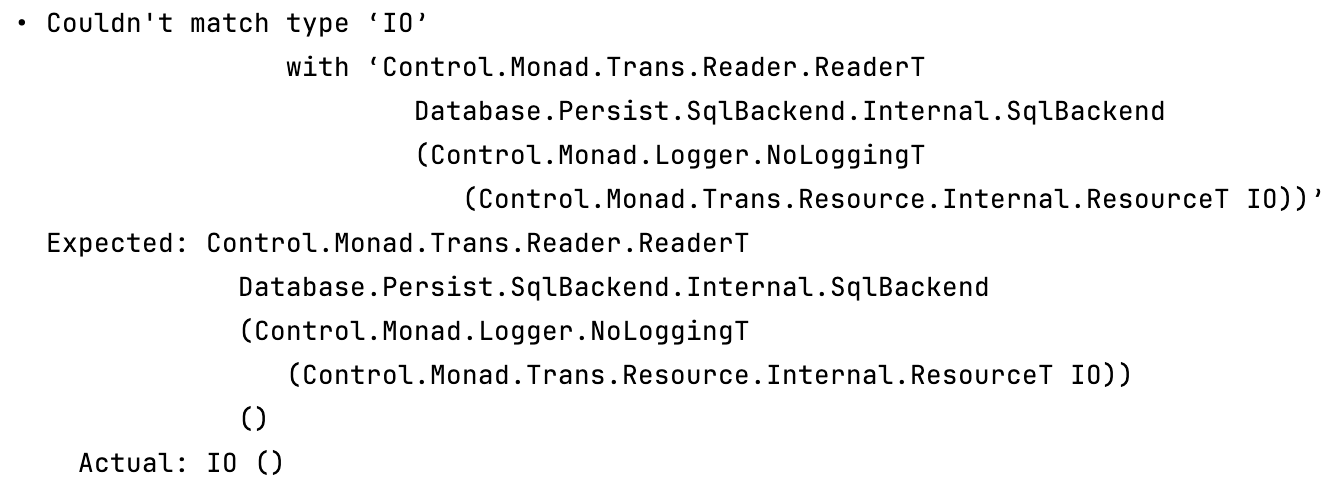 • Couldn't match type ‘IO’
                 with ‘Control.Monad.Trans.Reader.ReaderT
                         Database.Persist.SqlBackend.Internal.SqlBackend
                         (Control.Monad.Logger.NoLoggingT
                            (Control.Monad.Trans.Resource.Internal.ResourceT IO))’
  Expected: Control.Monad.Trans.Reader.ReaderT
              Database.Persist.SqlBackend.Internal.SqlBackend
              (Control.Monad.Logger.NoLoggingT
                 (Control.Monad.Trans.Resource.Internal.ResourceT IO))
              ()
    Actual: IO ()